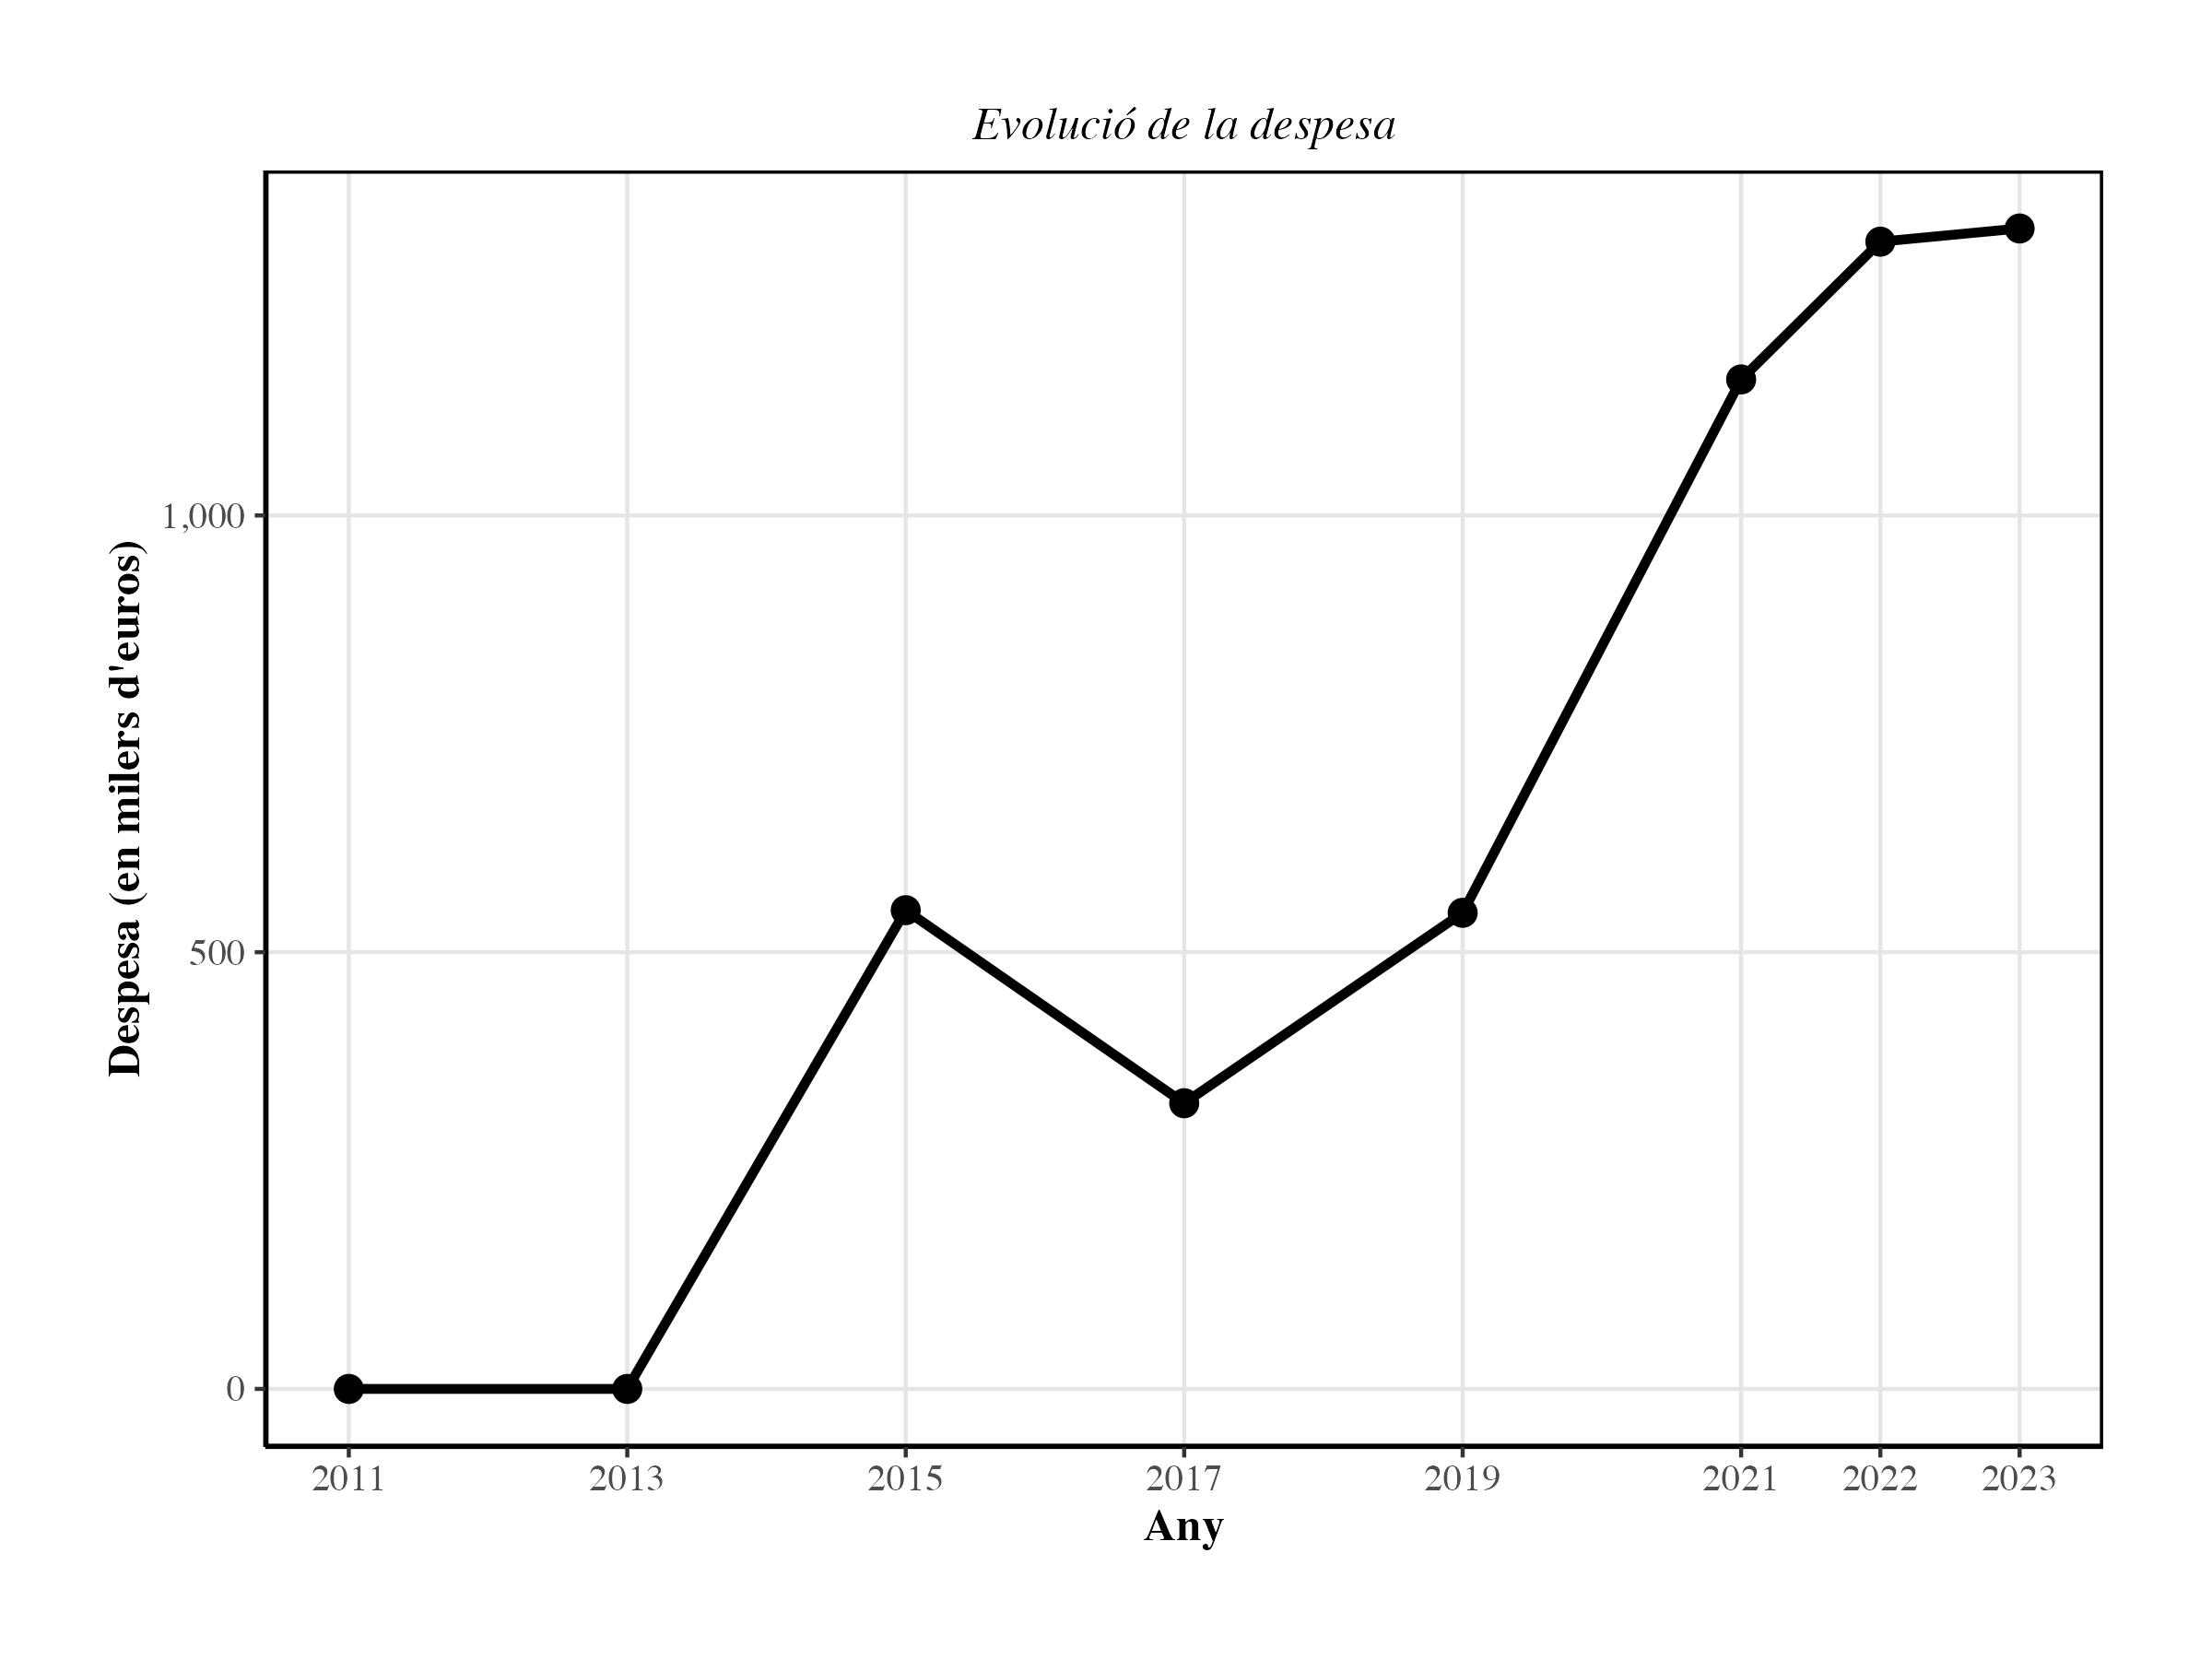 Evolució de la despesa
Despesa (en milers d'euros)
1,000
500
0
2011 2013 2015 2017 2019 2021 2022 2023
Any